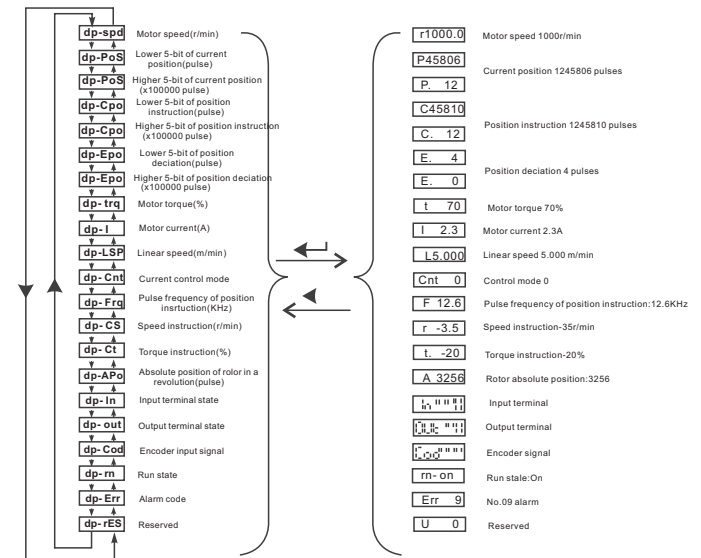 dp-spd Motor speed(r/min)
dp-PoS Lower 5-bit of current
position(pulse)
dp-PoS Higher 5-bit of current position
(x100000 pulse)
dp-Cpo Lower 5-bit of position
instruction(pulse)
dp-Cpo Higher 5-bit of position instruction
(x100000 pulse)
dp-Epo Lower 5-bit of position
deciation(pulse)
dp-Epo Higher 5-bit of position deciation
(x100000 pulse)
dp- trq Motor torque(%)
dp- I Motor current(A)
dp-LSP Linear speed(m/min)
dp- Cnt Current control mode
dp- Frq Pulse frequency of position
insrtuction(KHz)
dp- CS Speed instruction(r/min)
dp- Ct Torque instruction(%)
dp-APo Absolute position of rolor in a
revolution(pulse)
dp- In Input terminal state
dp- out Output terminal state
dp- Cod Encoder input signal
dp- rn Run state
dp- Err Alarm code
dp- rES Reserved
r1000.0 Motor speed 1000r/min
P45806
Current position 1245806 pulses
P. 12
C45810
Position instruction 1245810 pulses
C. 12
E. 4
Position deciation 4 pulses
E. 0
t 70 Motor torque 70%
I 2.3 Motor current 2.3A
L5.000 Linear speed 5.000 m/min
Cnt 0 Control mode 0
F 12.6 Pulse frequency of position instruction:12.6KHz
r -3.5 Speed instruction-35r/min
t. -20 Torque instruction-20%
A 3256 Rotor absolute position:3256
In Input terminal
Output terminal
Cod Encoder signal
rn- on Run stale:On
Err 9 No.09 alarm
U 0 Reserved